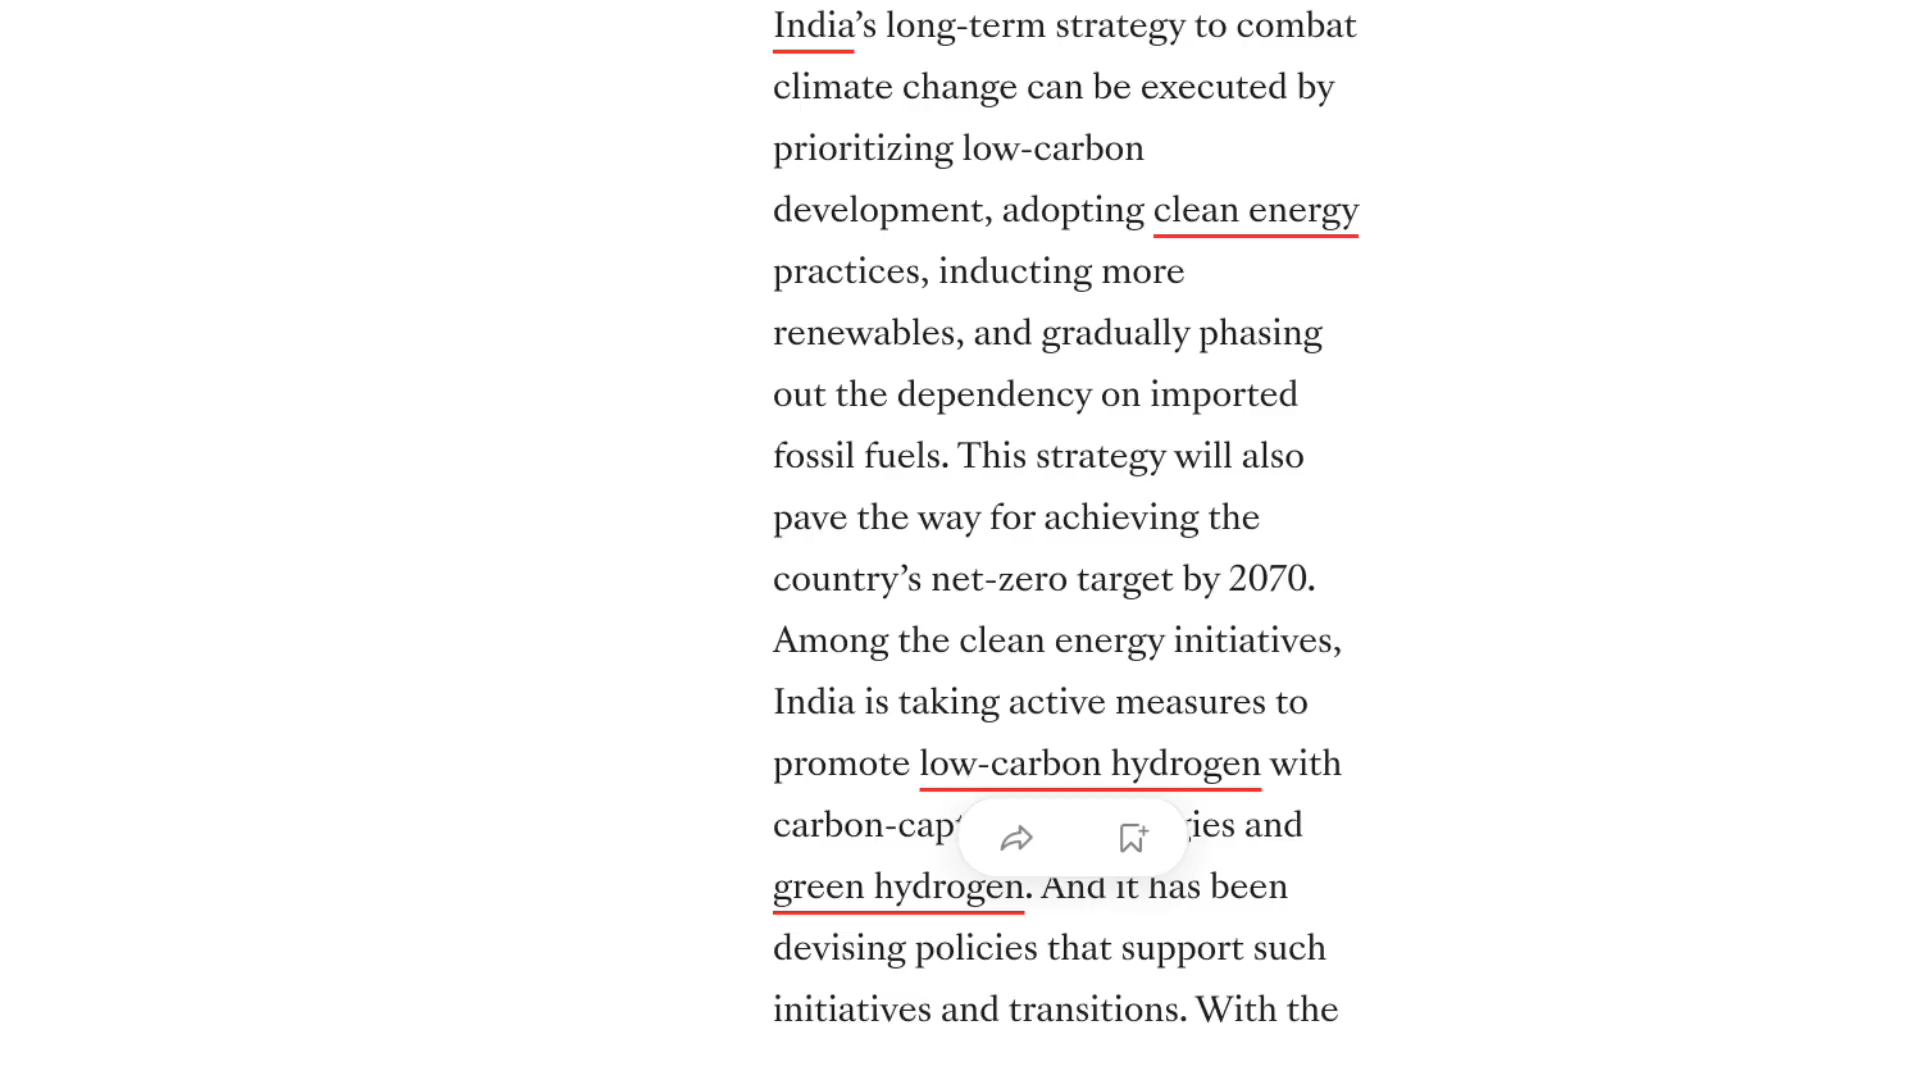 India’s long-term strategy to combat
climate change can be executed by
prioritizing low-carbon
development, adopting clean energy
practices, inducting more
renewables, and gradually phasing
out the dependency on imported
fossil fuels. This strategy will also
pave the way for achieving the
country’s net-zero target by 2070.
Among the clean energy initiatives,
India is taking active measures to
promote low-carbon hydrogen with
and
green hydrogen. And it has been
devising policies that support such
initiatives and transitions. With the